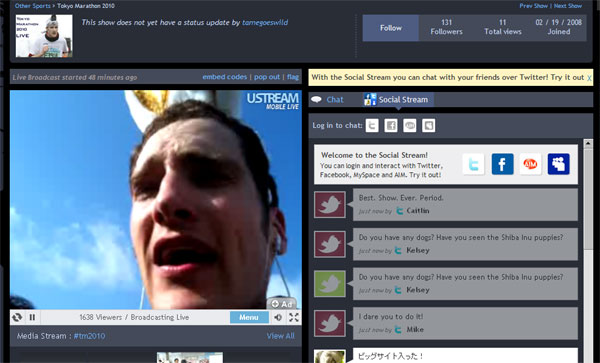 Other Sports > Tokyo Marathon 2010
Prev Show | Next Show
TOKYO
MARATHON
2010
LIVE
This show does not yet have a status update by tamegoeswild
Follow
131
Followers
11
Total views
02 / 19 / 2008
Joined
Live Broadcast started 48 minutes ago
embed codes | pop out | flag
USTREAM
MOBILE LIVE
Ad
1638 Viewers / Broadcasting Live
Menu
Media Stream : #tm2010
View All
With the Social Stream you can chat with your friends over Twitter! Try it out x
Chat
Social Stream
Log in to chat:
Welcome to the Social Stream!
You can login and interact with Twitter,
Facebook, MySpace and AIM. Try it out!
AIM
Best. Show. Ever. Period.
just now by Caitlin
Do you have any dogs? Have you seen the Shiba Inu puppies?
just now by Kelsey
Do you have any dogs? Have you seen the Shiba Inu puppies?
just now by Kelsey
I dare you to do it!
just now by Mike
ビッグサイト入った！